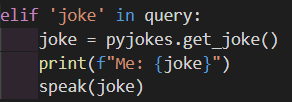 elif 'joke' in query:
    joke = pyjokes.get_joke()
    print(f"Me: {joke}")
    speak(joke)